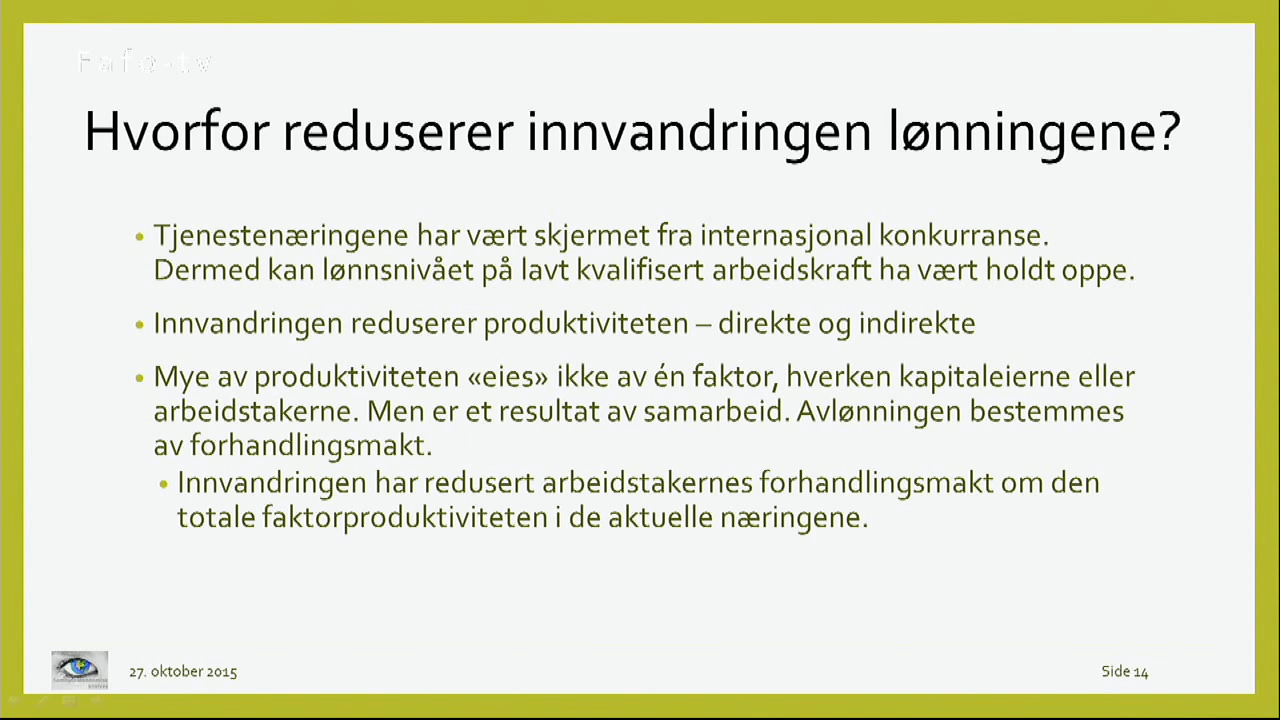 Fafo-tv
Hvorfor reduserer innvandringen lønningene?
• Tjenestenæringene har vært skjermet fra internasjonal konkurranse.
Dermed kan lønnsnivået på lavt kvalifisert arbeidskraft ha vært holdt oppe.
• Innvandringen reduserer produktiviteten – direkte og indirekte
• Mye av produktiviteten «eies» ikke av én faktor, hverken kapitaleierne eller
arbeidstakerne. Men er et resultat av samarbeid. Avlønningen bestemmes
av forhandlingsmakt.
• Innvandringen har redusert arbeidstakernes forhandlingsmakt om den
totale faktorproduktiviteten i de aktuelle næringene.
27. oktober 2015
Side 14